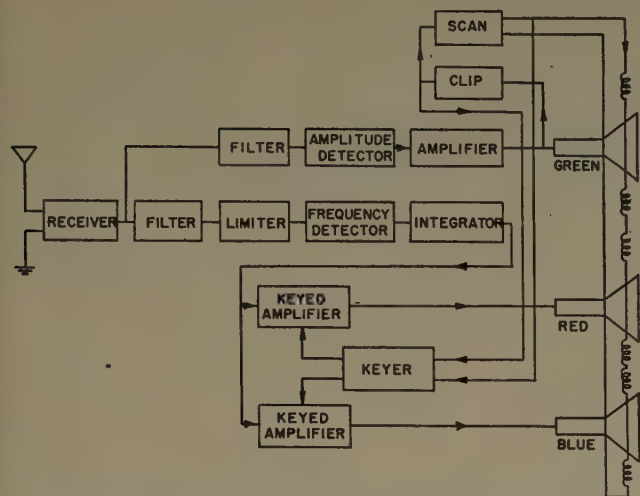 SCAN
CLIP
FILTER
AMPLITUDE
DETECTOR
AMPLIFIER
GREEN
RECEIVER
FILTER
LIMITER
FREQUENCY
DETECTOR
INTEGRATOR
KEYED
AMPLIFIER
RED
KEYER
KEYED
AMPLIFIER
BLUE